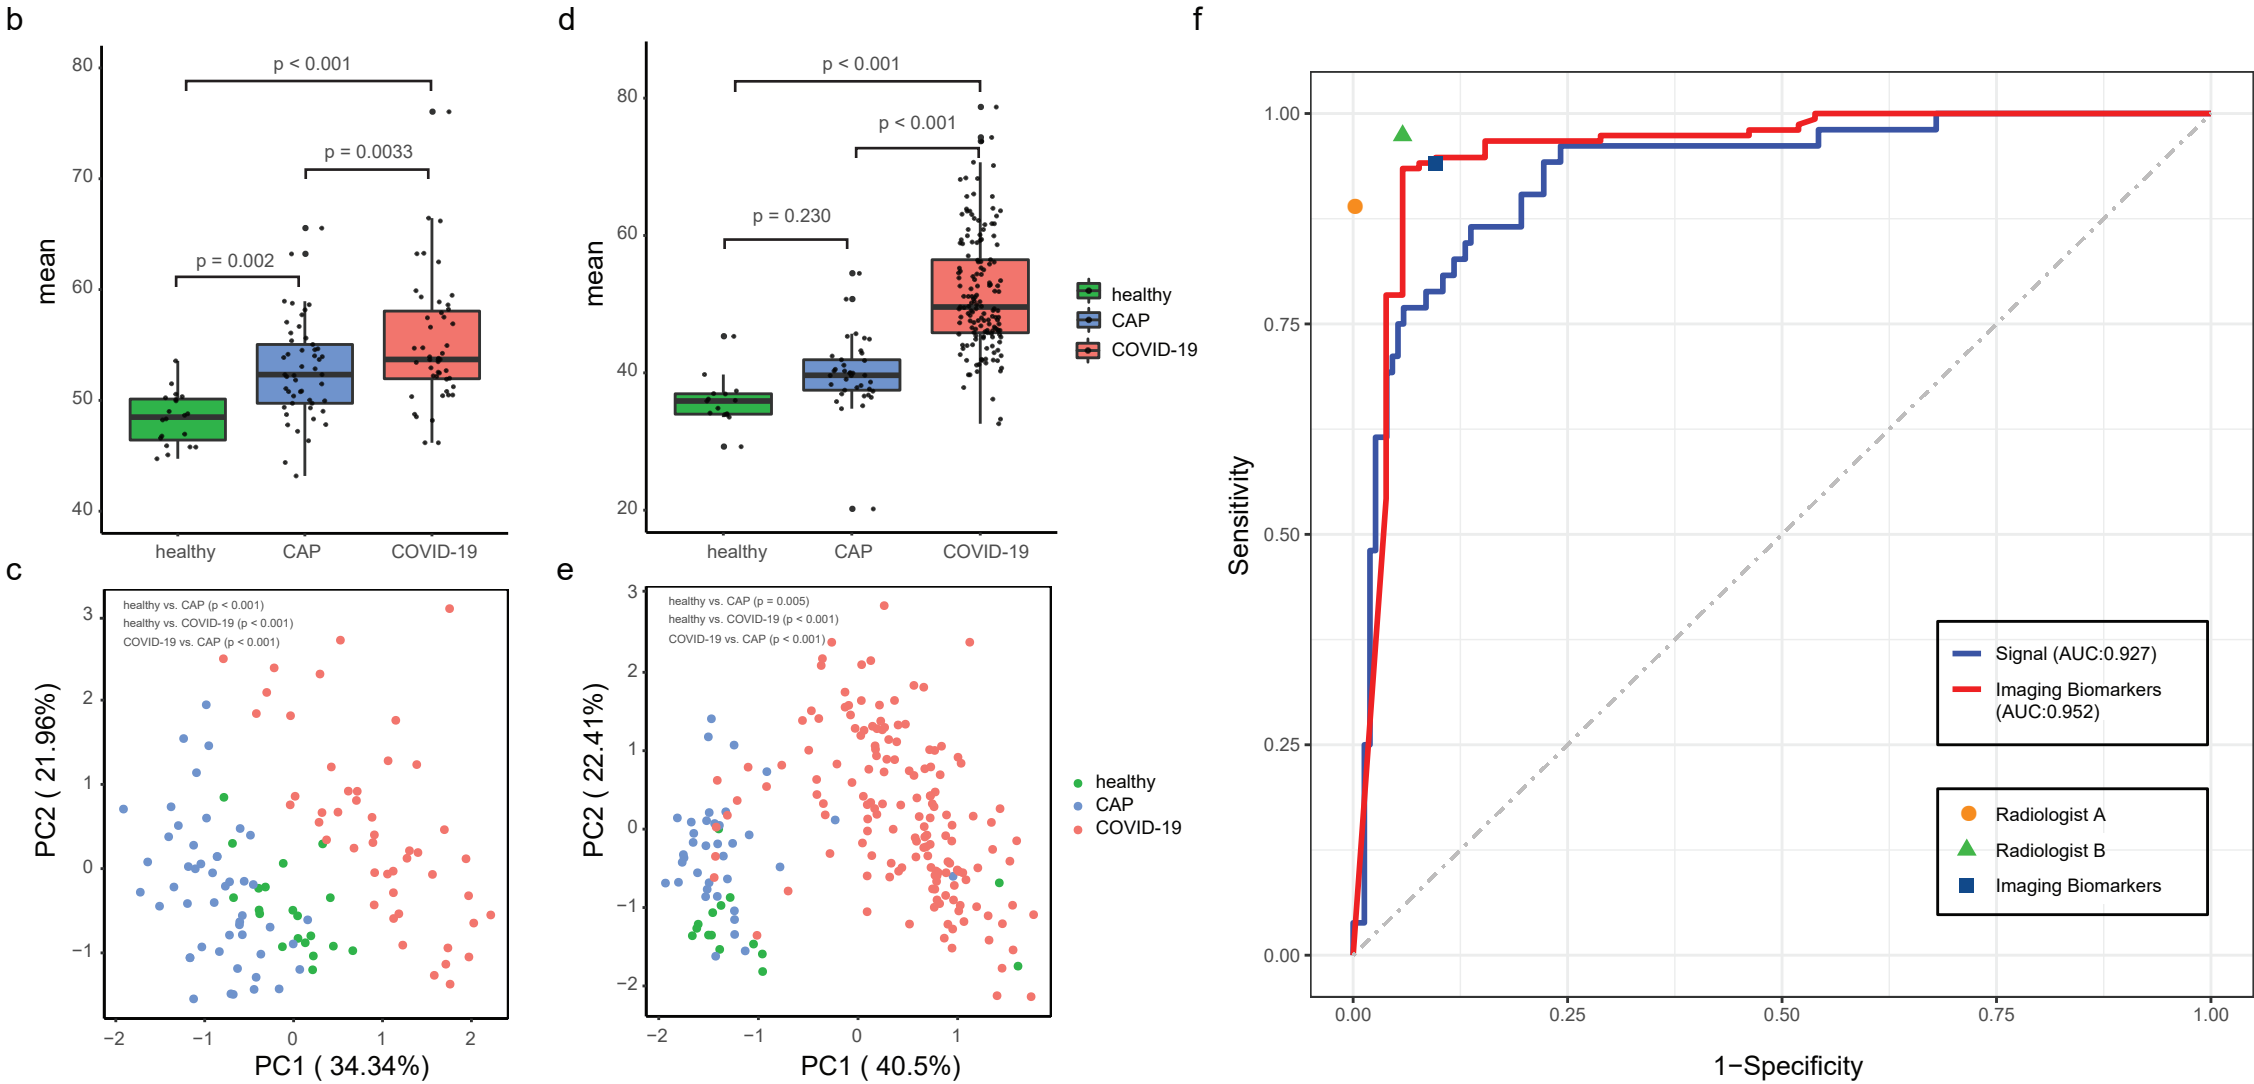 b
80
70
60
50
40
mean
p < 0.001
p = 0.0033
p = 0.002
healthy
CAP
COVID-19
d
80
60
40
20
mean
p < 0.001
p < 0.001
p = 0.230
healthy
CAP
COVID-19
healthy
CAP
COVID-19
c
healthy vs. CAP (p < 0.001)
healthy vs. COVID-19 (p < 0.001)
COVID-19 vs. CAP (p < 0.001)
3
2
1
0
−1
PC2 ( 21.96%)
−2
−1
0
1
2
PC1 ( 34.34%)
e
healthy vs. CAP (p = 0.005)
healthy vs. COVID-19 (p < 0.001)
COVID-19 vs. CAP (p < 0.001)
3
2
1
0
−1
−2
PC2 ( 22.41%)
−2
−1
0
1
PC1 ( 40.5%)
healthy
CAP
COVID-19
f
1.00
0.75
0.50
0.25
0.00
Sensitivity
Signal (AUC:0.927)
Imaging Biomarkers
(AUC:0.952)
Radiologist A
Radiologist B
Imaging Biomarkers
0.00
0.25
0.50
0.75
1.00
1−Specificity